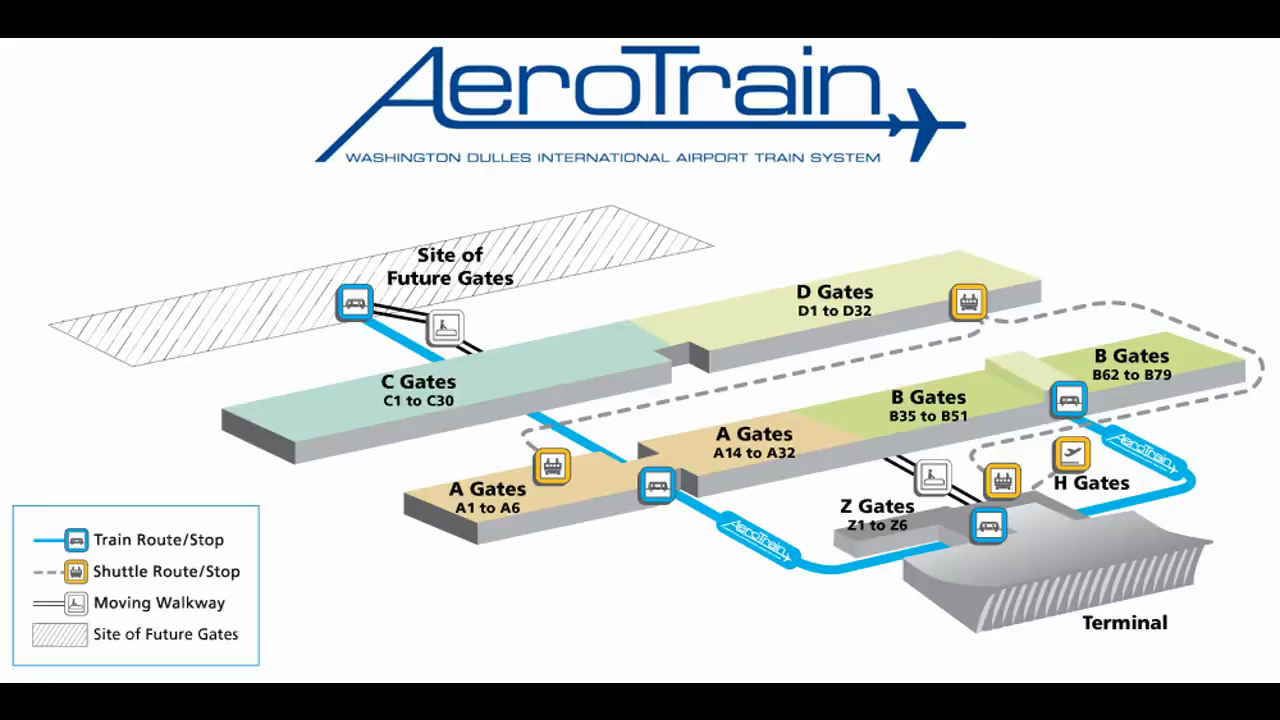 AeroTrain
WASHINGTON DULLES INTERNATIONAL AIRPORT TRAIN SYSTEM
Site of
Future Gates
D Gates
D1 to D32
C Gates
C1 to C30
B Gates
B62 to B79
B Gates
B35 to B51
A Gates
A14 to A32
A Gates
A1 to A6
AeroTrain
H Gates
Z Gates
Z1 to Z6
AeroTrain
Terminal
Train Route/Stop
Shuttle Route/Stop
Moving Walkway
Site of Future Gates